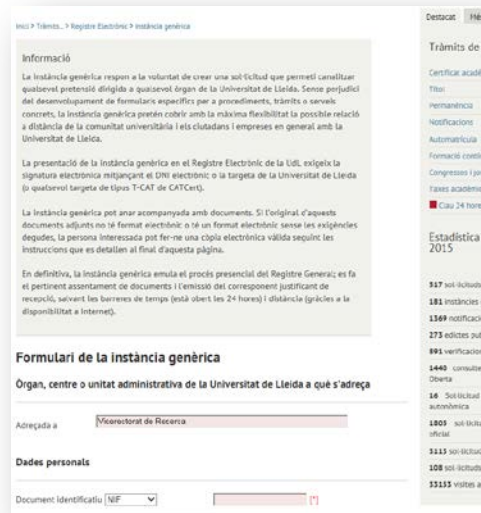 Inici > Tràmits... > Registre Electrònic > Instància genèrica
Informació
La instància genèrica respon a la voluntat de crear una sol·licitud que permeti canalitzar
qualsevol pretensió dirigida a qualsevol òrgan de la Universitat de Lleida. Sense perjudici
del desenvolupament de formularis específics per a procediments, tràmits o serveis
concrets, la instància genèrica pretén cobrir amb la màxima flexibilitat la possible relació
a distància de la comunitat universitària i els ciutadans i empreses en general amb la
Universitat de Lleida.
La presentació de la instància genèrica en el Registre Electrònic de la UdL exigeix la
signatura electrònica mitjançant el DNI electrònic o la targeta de la Universitat de Lleida
(o qualsevol targeta de tipus T-CAT de CATCert).
La instància genèrica pot anar acompanyada amb documents. Si l'original d'aquests
documents adjunts no té format electrònic o té un format electrònic sense les exigències
degudes, la persona interessada pot fer-ne una còpia electrònica vàlida seguint les
instruccions que es detallen al final d'aquesta pàgina.
En definitiva, la instància genèrica emula el procés presencial del Registre General; es fa
el pertinent assentament de documents i l'emissió del corresponent justificant de
recepció, salvant les barreres de temps (està obert les 24 hores) i distància (gràcies a la
disponibilitat a Internet).
Formulari de la instància genèrica
Òrgan, centre o unitat administrativa de la Universitat de Lleida a què s'adreça
Adreçada a Vicerectorat de Recerca
Dades personals
Document identificatiu NIF [*]
Destacat Més
Tràmits de
Certificat acadè
Títol
Permanència
Notificacions
Automatrícula
Formació conti
Congressos i jo
Taxes acadèmic
Clau 24 hore
Estadística
2015
317 sol·licituds
181 instàncies
1369 notificaci
273 edictes pu
891 verificacion
1440 consulte
Oberta
16 Sol·licitud
autonòmica
1805 sol·licitu
oficial
3113 sol·licitud
108 sol·licituds
33133 visites a